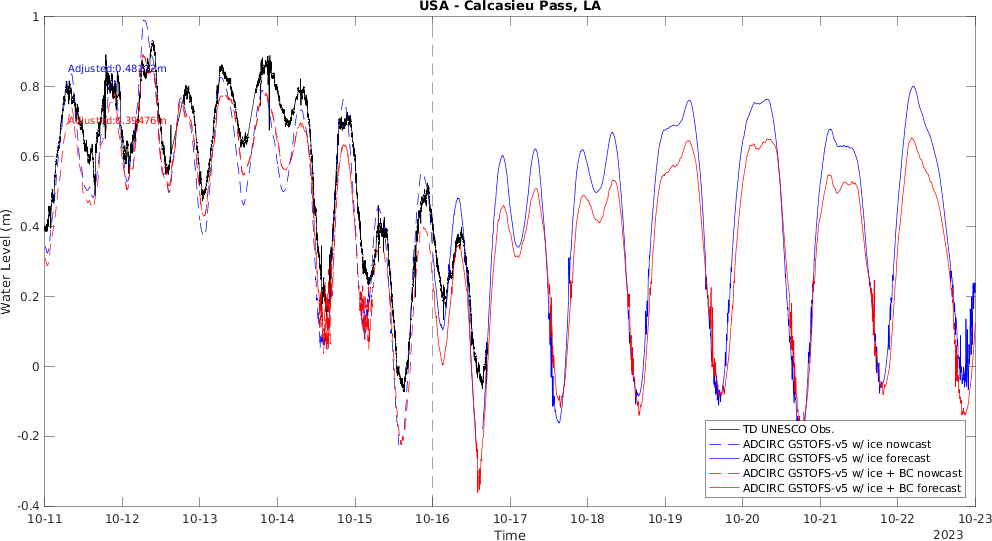 USA - Calcasieu Pass, LA
1
0.8
0.6
0.4
0.2
0
-0.2
-0.4
Water Level (m)
Adjusted:0.39476m
TD UNESCO Obs.
ADCIRC GSTOFS-v5 w/ ice nowcast
ADCIRC GSTOFS-v5 w/ ice forecast
ADCIRC GSTOFS-v5 w/ ice + BC nowcast
ADCIRC GSTOFS-v5 w/ ice + BC forecast
10-11 10-12 10-13 10-14 10-15 10-16 10-17 10-18 10-19 10-20 10-21 10-22 10-23
Time
2023